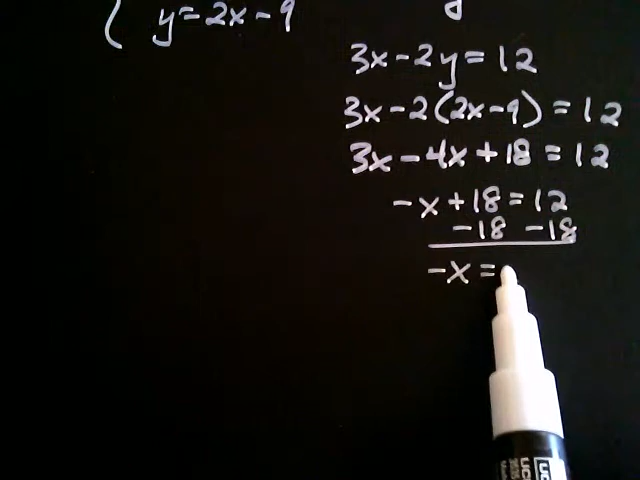 { y=2x-9
y
3x-2y=12
3x-2(2x-9)=12
3x-4x+18=12
-x+18=12
-18 -18
-x=